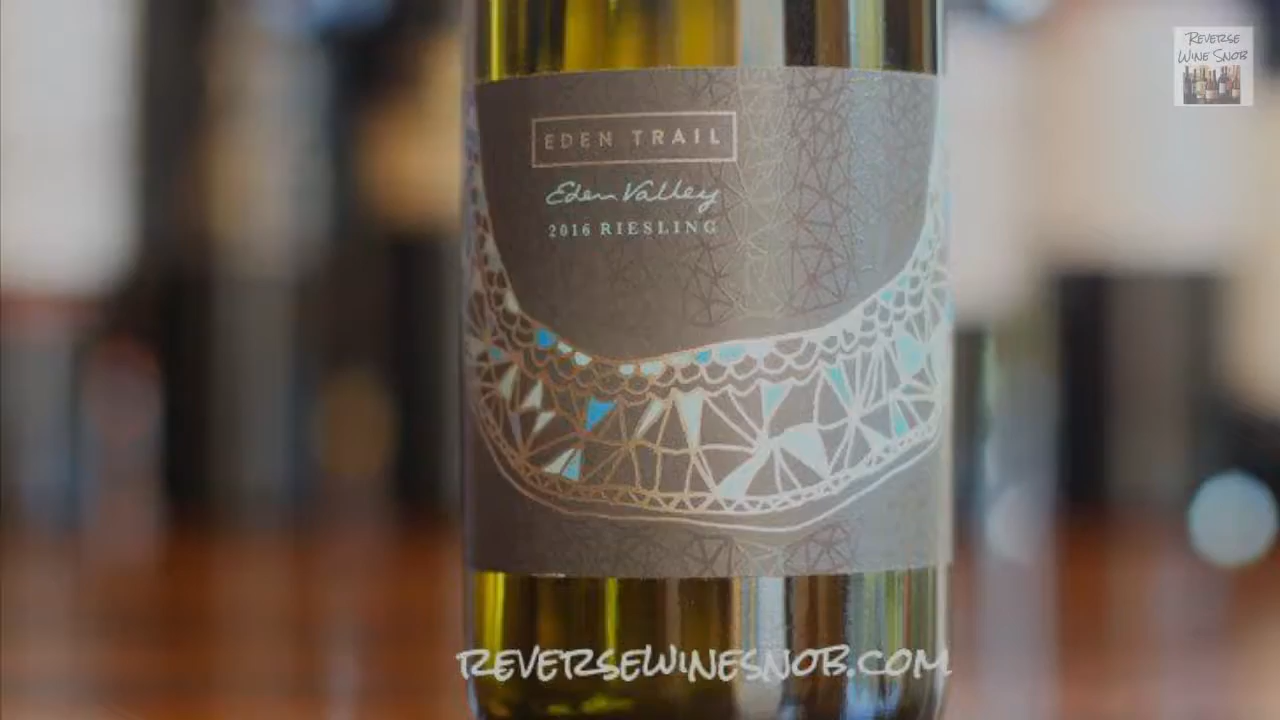 REVERSE
WINE SNOB
EDEN TRAIL
Eden Valley
2016 RIESLING
REVERSEWINESNOB.COM